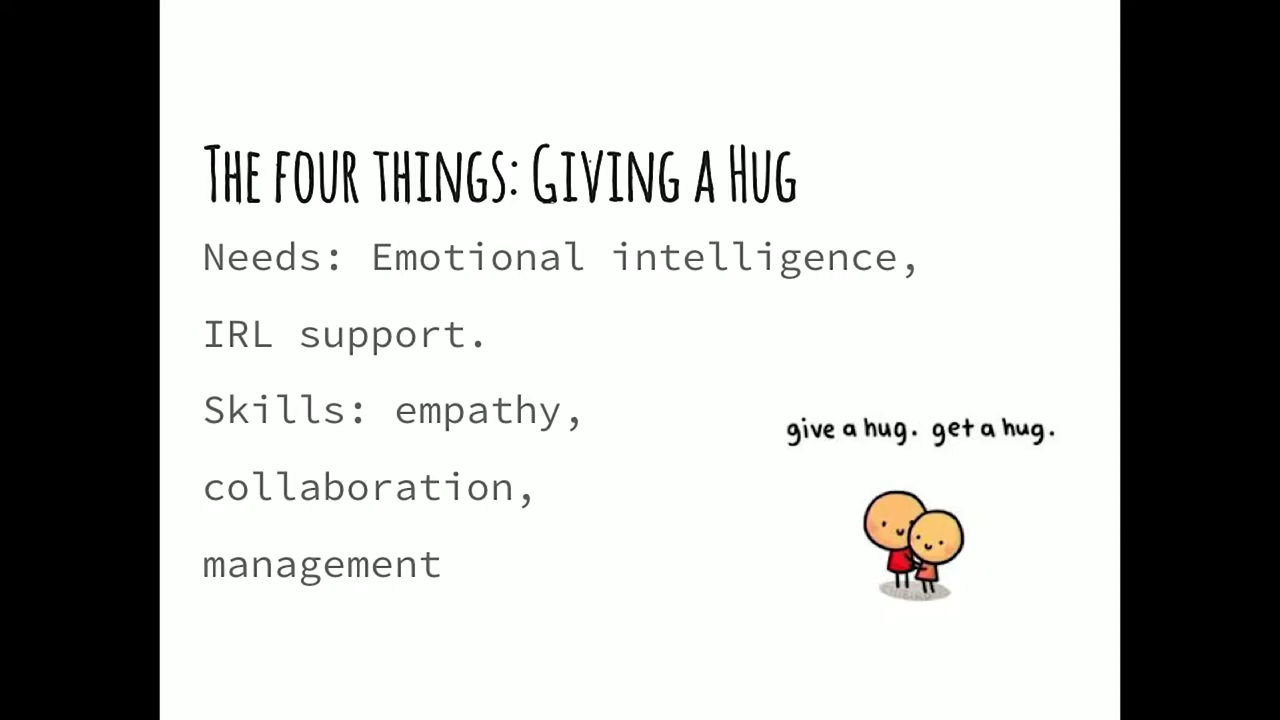 The four things: Giving a Hug
Needs: Emotional intelligence,
IRL support.
Skills: empathy,
collaboration,
management
give a hug. get a hug.